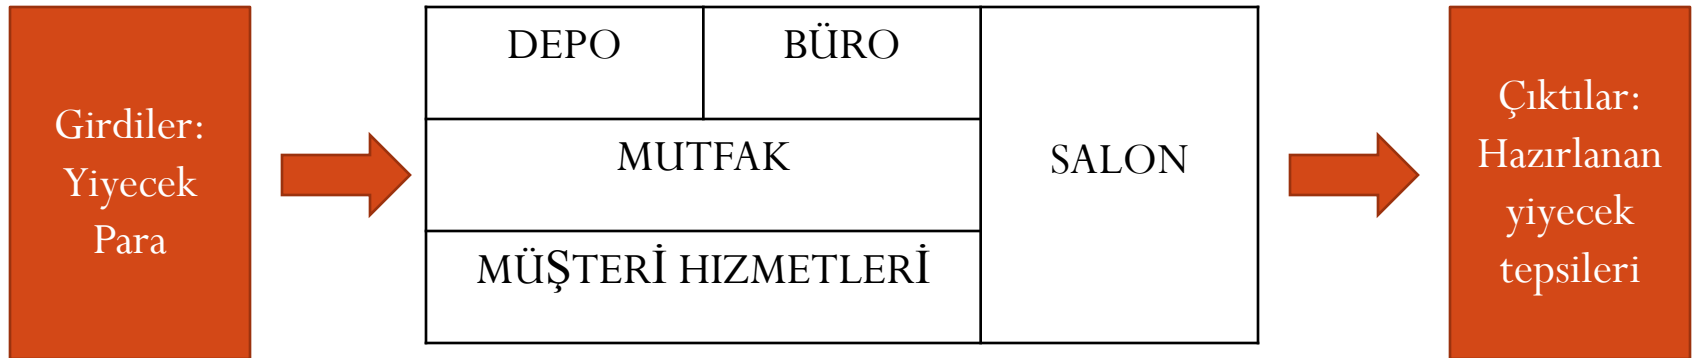 Girdiler:
Yiyecek
Para
DEPO
BÜRO
MUTFAK
MÜŞTERİ HIZMETLERİ
SALON
Çıktılar:
Hazırlanan
yiyecek
tepsileri